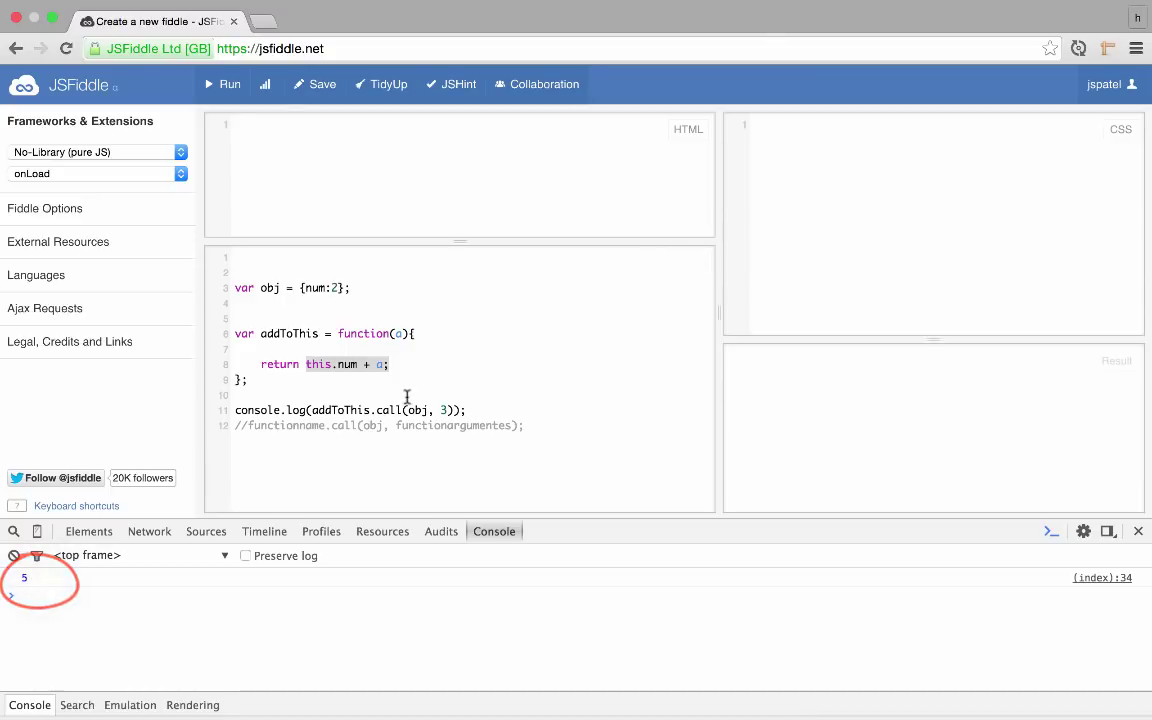 Create a new fiddle - JSFi
h
JSFiddle Ltd [GB] https://jsfiddle.net
JSFiddle
Run
Save
TidyUp
JSHint
Collaboration
jspatel
Frameworks & Extensions
No-Library (pure JS)
onLoad
Fiddle Options
External Resources
Languages
Ajax Requests
Legal, Credits and Links
Follow @jsfiddle
20K followers
7 Keyboard shortcuts
1
HTML
1
CSS
1
2
3 var obj = {num:2};
4
5
6 var addToThis = function(a){
7
8 return this.num + a;
9 };
10
11 console.log(addToThis.call(obj, 3));
12 //functionname.call(obj, functionargumentes);
Result
Elements Network Sources Timeline Profiles Resources Audits Console
<top frame> Preserve log
5 (index):34
Console Search Emulation Rendering